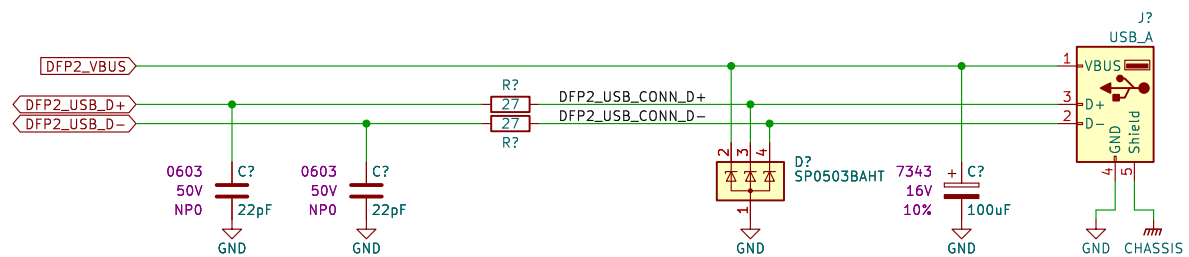 J?
USB_A
DFP2_VBUS
1
VBUS
R?
DFP2_USB_D+
27
DFP2_USB_CONN_D+
3
D+
DFP2_USB_D-
27
DFP2_USB_CONN_D-
2
D-
R?
GND
Shield
2
3
4
0603
C?
50V
NP0
22pF
GND
0603
C?
50V
NP0
22pF
GND
D?
SP0503BAHT
1
GND
7343
+
C?
16V
10%
100uF
GND
4
5
GND
CHASSIS